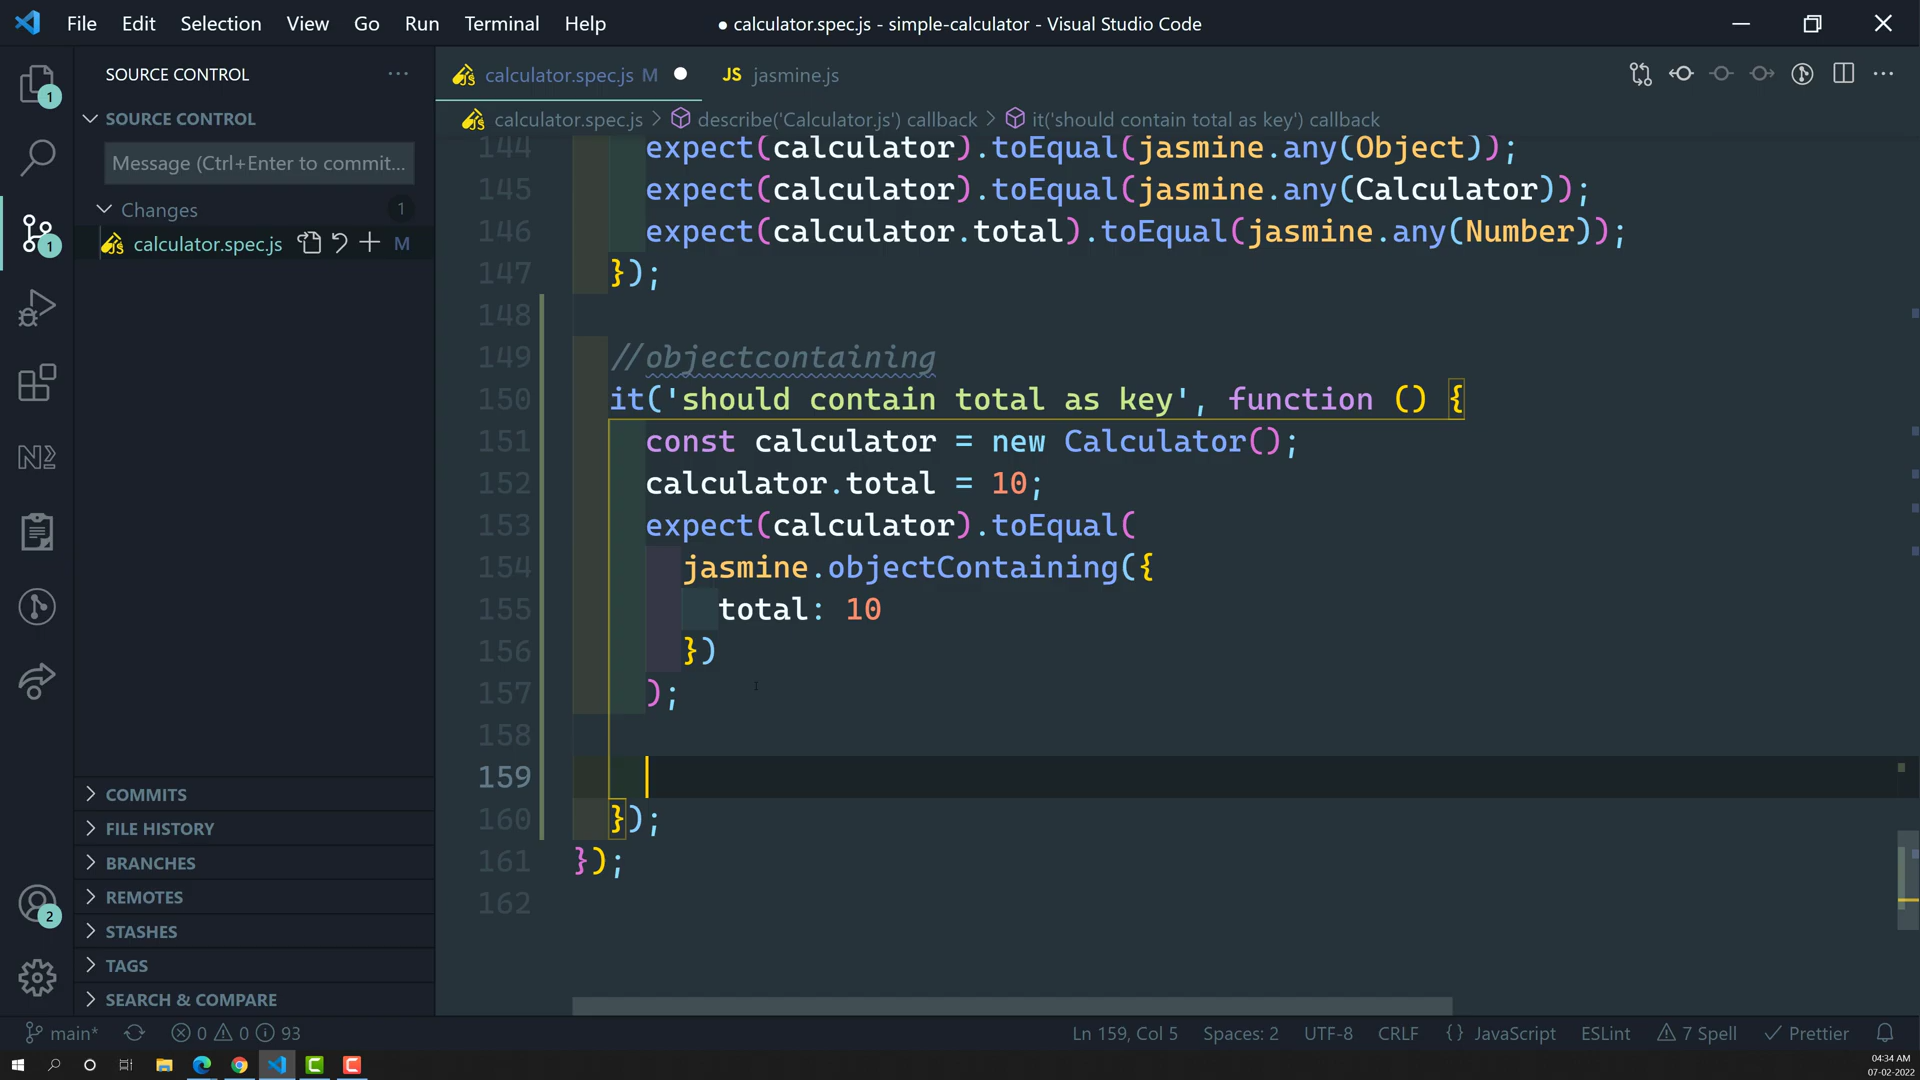 File Edit Selection View Go Run Terminal Help
● calculator.spec.js - simple-calculator - Visual Studio Code
SOURCE CONTROL
SOURCE CONTROL
Message (Ctrl+Enter to commit...
Changes 1
calculator.spec.js M
COMMITS
FILE HISTORY
BRANCHES
REMOTES
STASHES
TAGS
SEARCH & COMPARE
1
1
2
calculator.spec.js M
JS jasmine.js
calculator.spec.js > describe('Calculator.js') callback > it('should contain total as key') callback
144 expect(calculator).toEqual(jasmine.any(Object));
145 expect(calculator).toEqual(jasmine.any(Calculator));
146 expect(calculator.total).toEqual(jasmine.any(Number));
147 });
148
149 //objectcontaining
150 it('should contain total as key', function () {
151 const calculator = new Calculator();
152 calculator.total = 10;
153 expect(calculator).toEqual(
154 jasmine.objectContaining({
155 total: 10
156 })
157 );
158
159
160 });
161 });
162
main* 0 0 93
Ln 159, Col 5 Spaces: 2 UTF-8 CRLF {} JavaScript ESLint 7 Spell Prettier
04:34 AM
07-02-2022